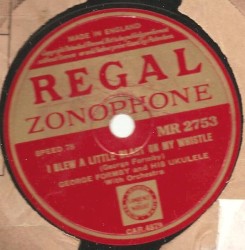 MADE IN ENGLAND
REGAL
ZONOPHONE
SPEED 78
MR 2753
I BLEW A LITTLE BLAST ON MY WHISTLE
(George Formby)
GEORGE FORMBY AND HIS UKULELE
With Orchestra
CAR.4879